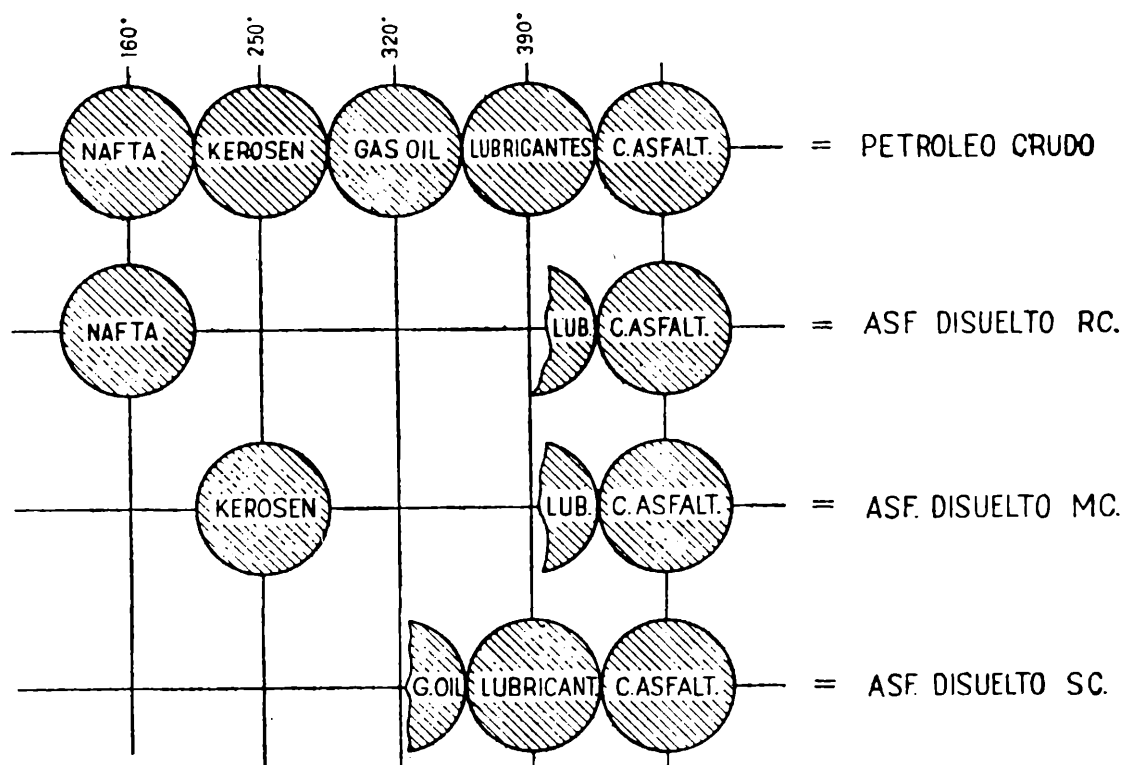 160° 250° 320° 390°
NAFTA KEROSEN GAS OIL LUBRICANTES C.ASFALT. = PETROLEO CRUDO
NAFTA LUB. C.ASFALT. = ASF DISUELTO RC.
KEROSEN LUB. C.ASFALT. = ASF. DISUELTO MC.
G.OIL LUBRICANT. C.ASFALT. = ASF. DISUELTO SC.